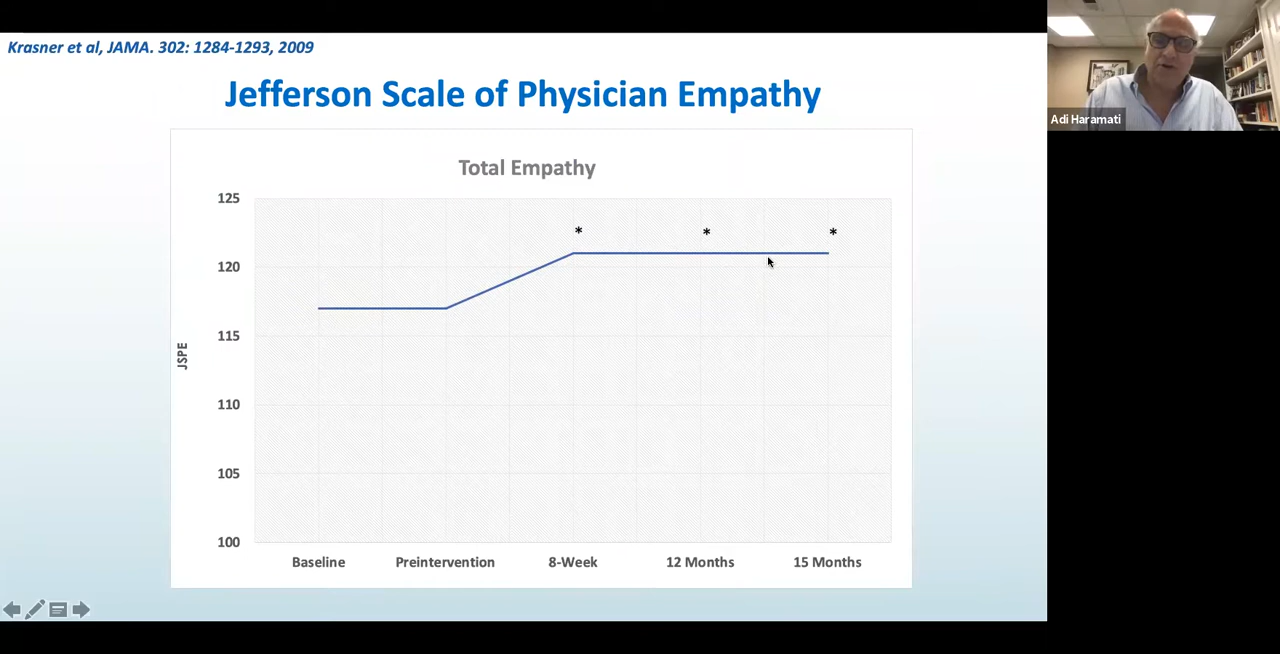 Krasner et al, JAMA. 302: 1284-1293, 2009
Jefferson Scale of Physician Empathy
Adi Haramati
Total Empathy
125
* * *
120
115
JSPE
110
105
100
Baseline Preintervention 8-Week 12 Months 15 Months